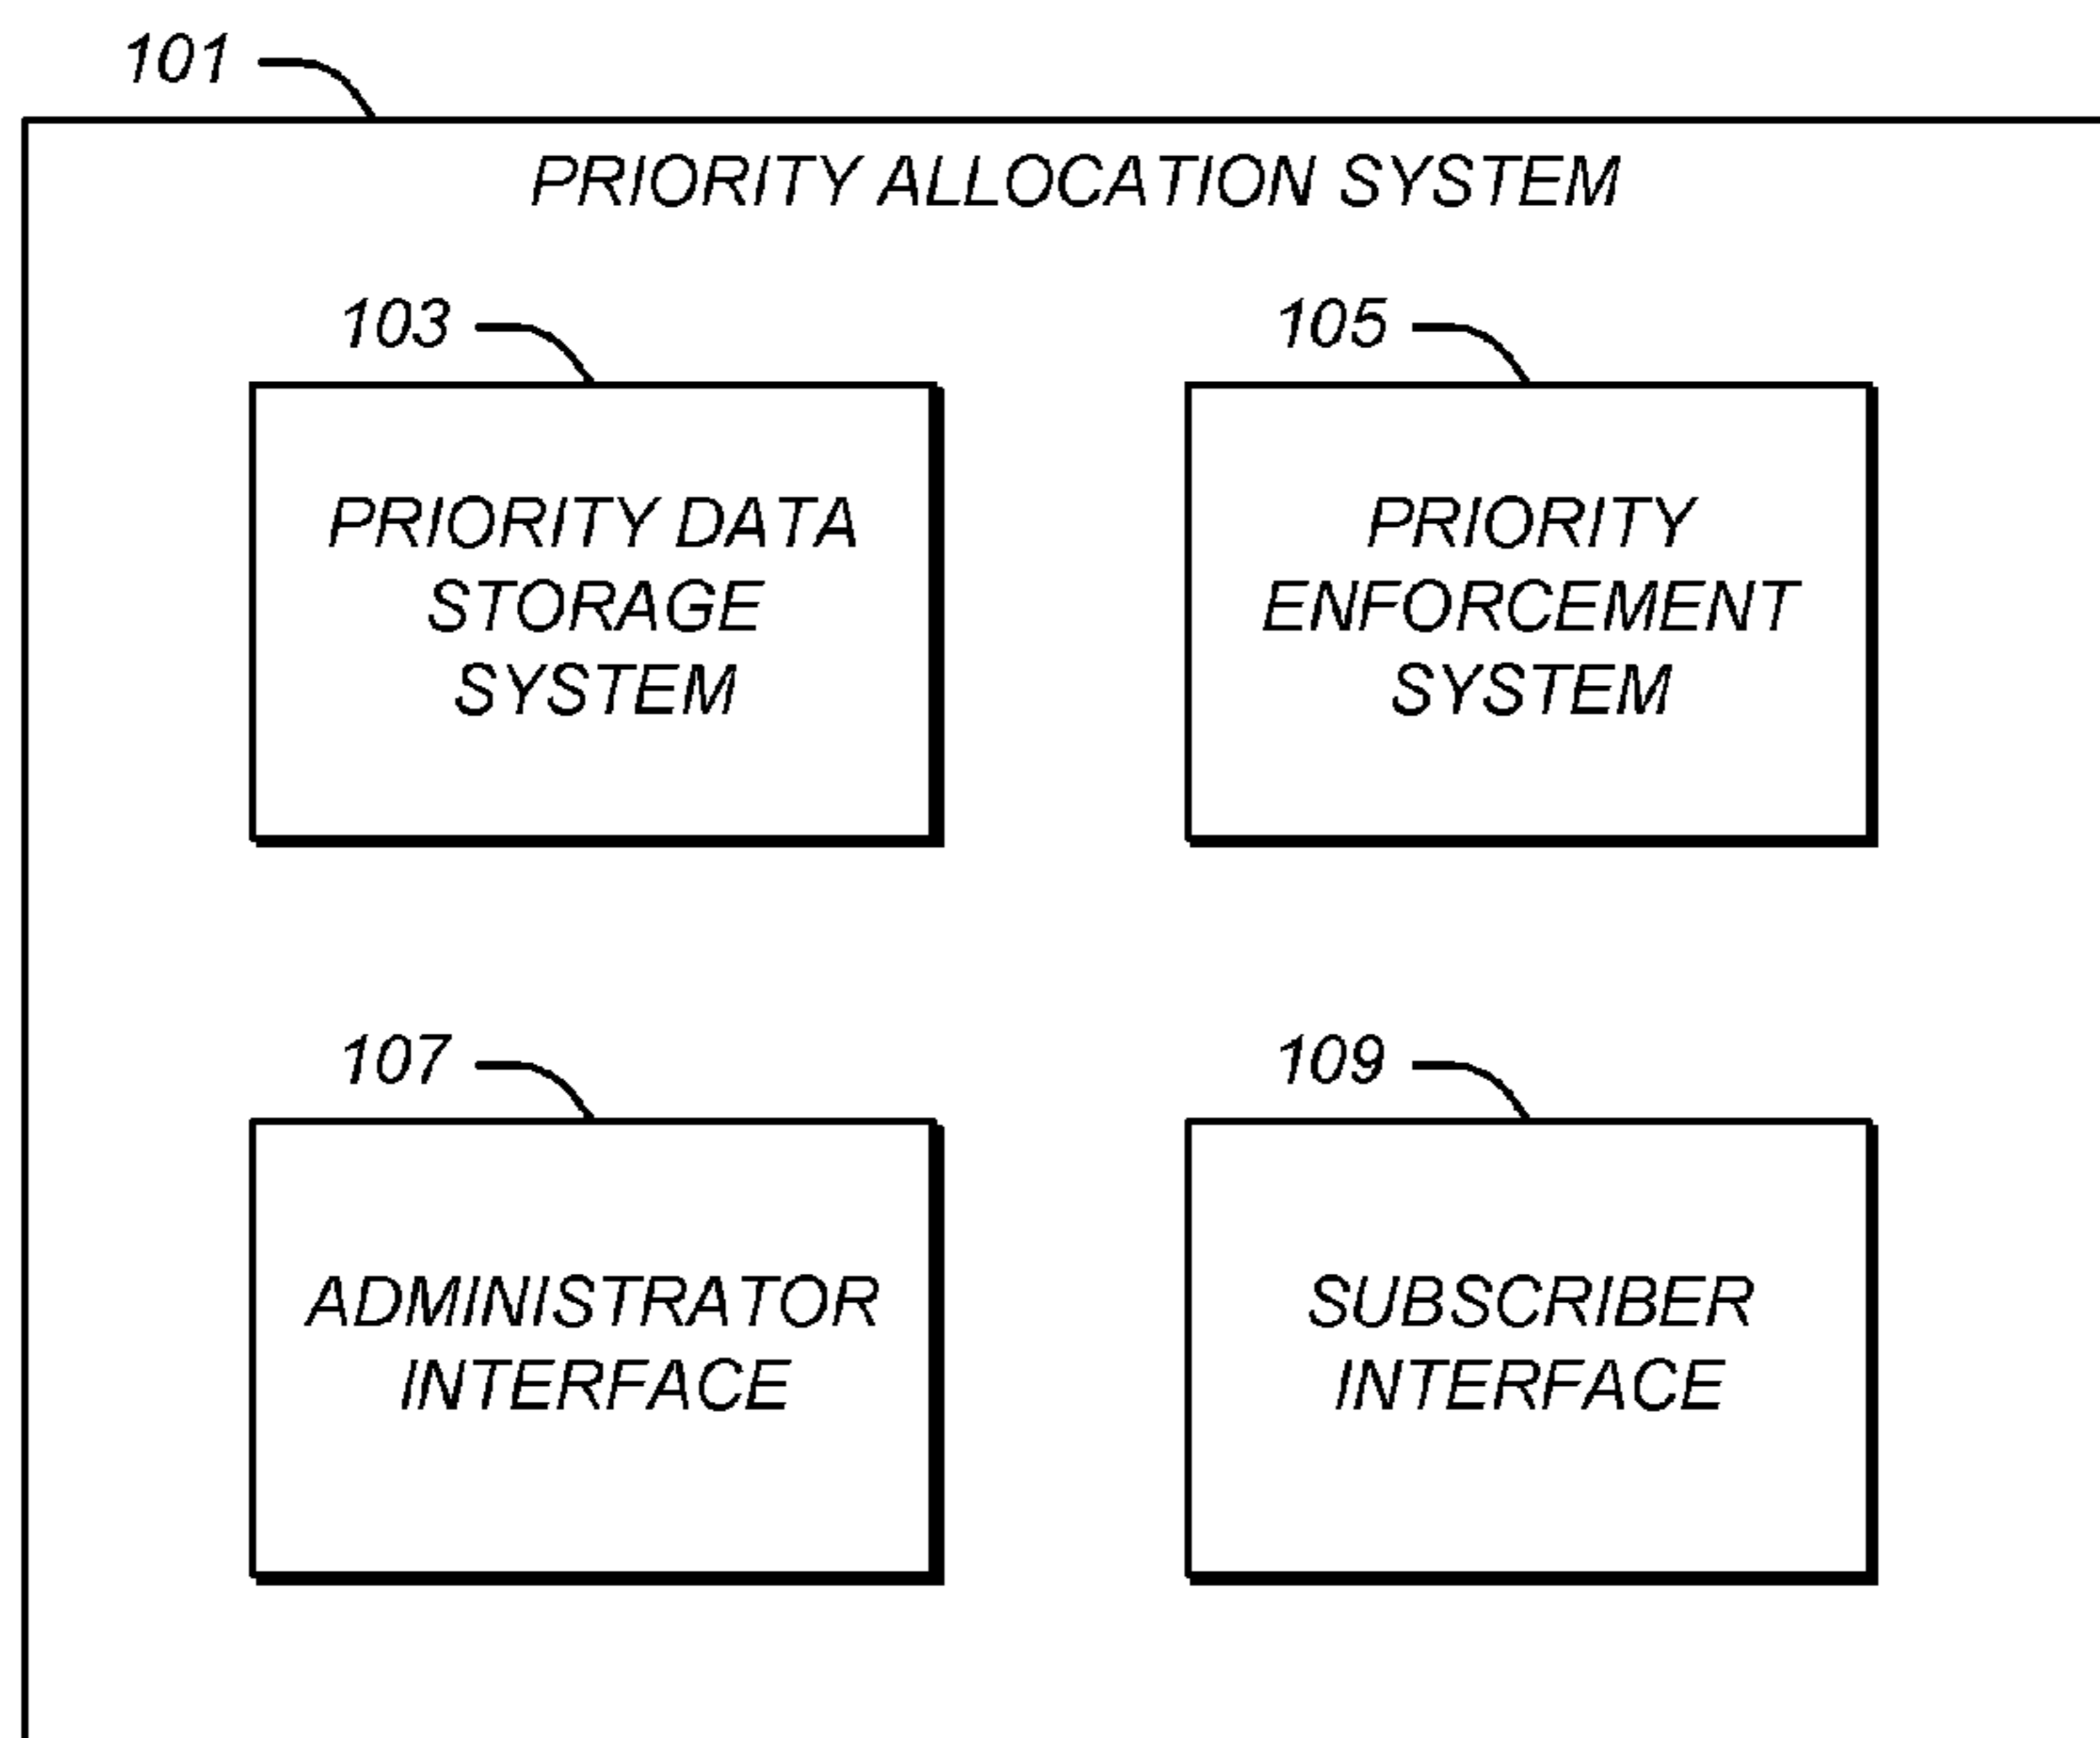 101
PRIORITY ALLOCATION SYSTEM
103
105
PRIORITY DATA
STORAGE
SYSTEM
PRIORITY
ENFORCEMENT
SYSTEM
107
109
ADMINISTRATOR
INTERFACE
SUBSCRIBER
INTERFACE